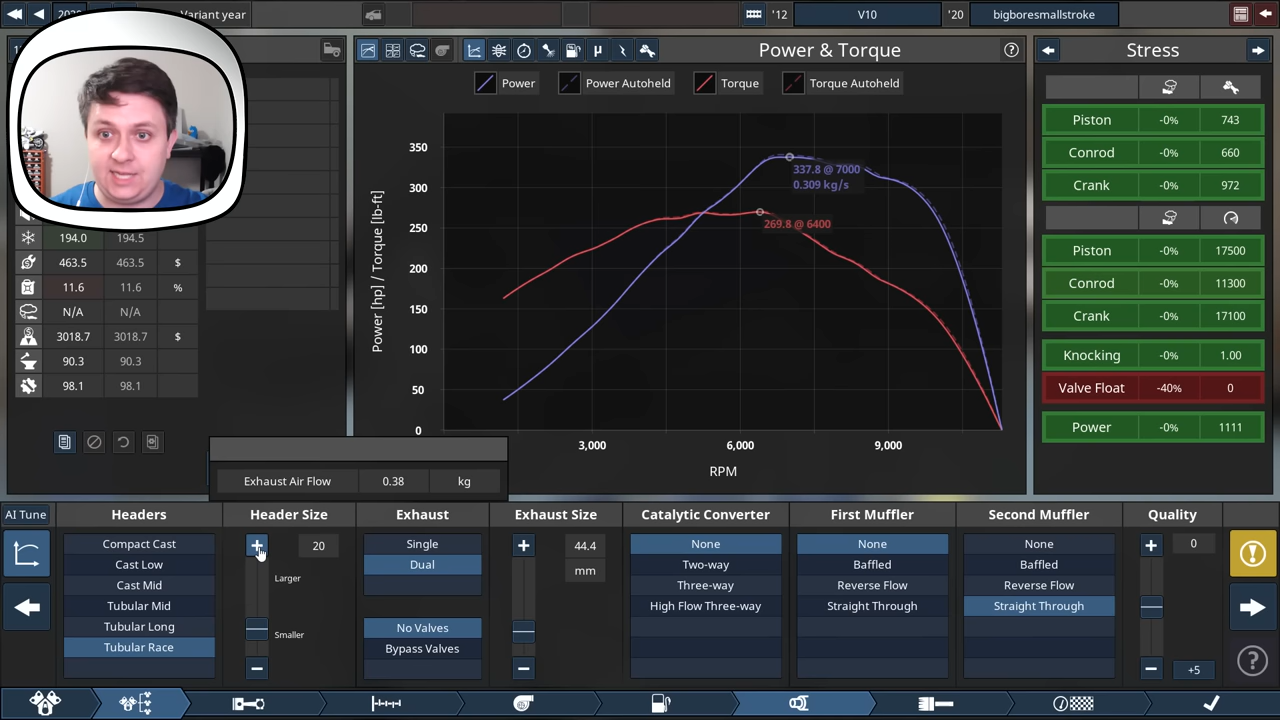 Variant year
'12
V10
'20
bigboresmallstroke
Power & Torque
Stress
Power
Power Autoheld
Torque
Torque Autoheld
Piston -0% 743
Conrod -0% 660
Crank -0% 972
Piston -0% 17500
Conrod -0% 11300
Crank -0% 17100
Knocking -0% 1.00
Valve Float -40% 0
Power -0% 1111
194.0 194.5
463.5 463.5 $
11.6 11.6 %
N/A N/A
3018.7 3018.7 $
90.3 90.3
98.1 98.1
Power [hp] / Torque [lb-ft]
350
300
250
200
150
100
50
0
337.8 @ 7000
0.309 kg/s
269.8 @ 6400
3,000
6,000
9,000
RPM
Exhaust Air Flow 0.38 kg
AI Tune
Headers
Compact Cast
Cast Low
Cast Mid
Tubular Mid
Tubular Long
Tubular Race
Header Size
+
20
Larger
Smaller
-
Exhaust
Single
Dual
No Valves
Bypass Valves
Exhaust Size
+
44.4
mm
-
Catalytic Converter
None
Two-way
Three-way
High Flow Three-way
First Muffler
None
Baffled
Reverse Flow
Straight Through
Second Muffler
None
Baffled
Reverse Flow
Straight Through
Quality
+
0
-
+5